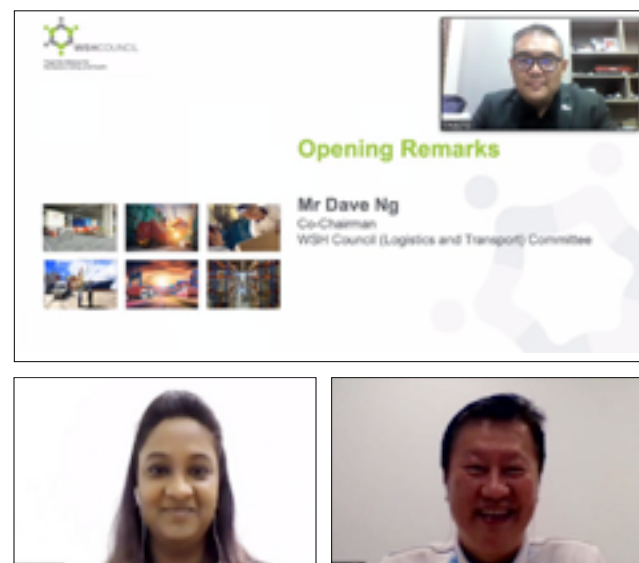 WSHCOUNCIL
Opening Remarks
Mr Dave Ng
Co-Chairman
WSH Council (Logistics and Transport) Committee